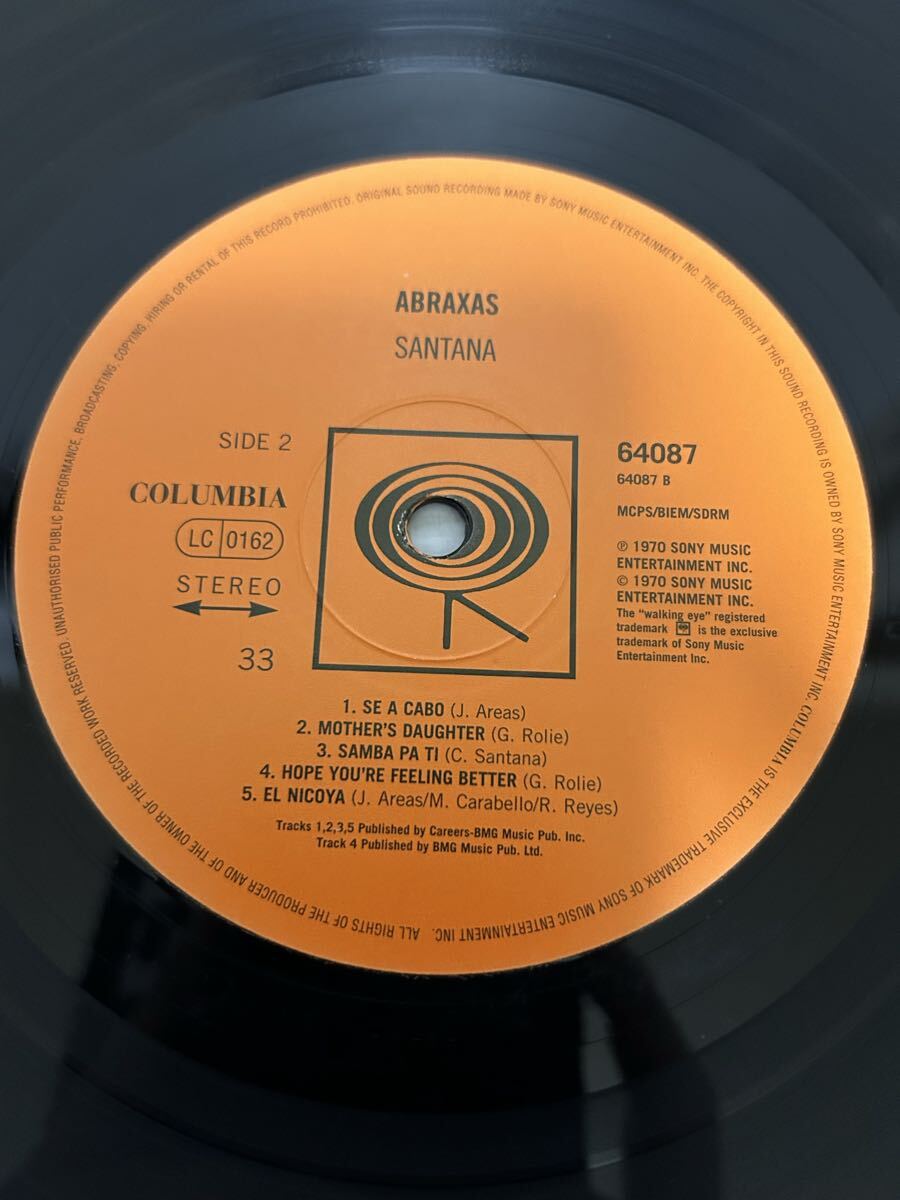 ABRAXAS
SANTANA
SIDE 2
COLUMBIA
LC 0162
STEREO
33
64087
64087 B
MCPS/BIEM/SDRM
℗ 1970 SONY MUSIC
ENTERTAINMENT INC.
© 1970 SONY MUSIC
ENTERTAINMENT INC.
The "walking eye" registered
trademark is the exclusive
trademark of Sony Music
Entertainment Inc.
1. SE A CABO (J. Areas)
2. MOTHER'S DAUGHTER (G. Rolie)
3. SAMBA PA TI (C. Santana)
4. HOPE YOU'RE FEELING BETTER (G. Rolie)
5. EL NICOYA (J. Areas/M. Carabello/R. Reyes)
Tracks 1,2,3,5 Published by Careers-BMG Music Pub. Inc.
Track 4 Published by BMG Music Pub. Ltd.
ALL RIGHTS OF THE PRODUCER AND OF THE OWNER OF THE RECORDED WORK RESERVED. UNAUTHORISED PUBLIC PERFORMANCE, BROADCASTING, COPYING, HIRING OR RENTAL OF THIS RECORD PROHIBITED. ORIGINAL SOUND RECORDING MADE BY SONY MUSIC ENTERTAINMENT INC. THE COPYRIGHT IN THIS SOUND RECORDING IS OWNED BY SONY MUSIC ENTERTAINMENT INC. COLUMBIA IS THE EXCLUSIVE TRADEMARK OF SONY MUSIC ENTERTAINMENT INC.